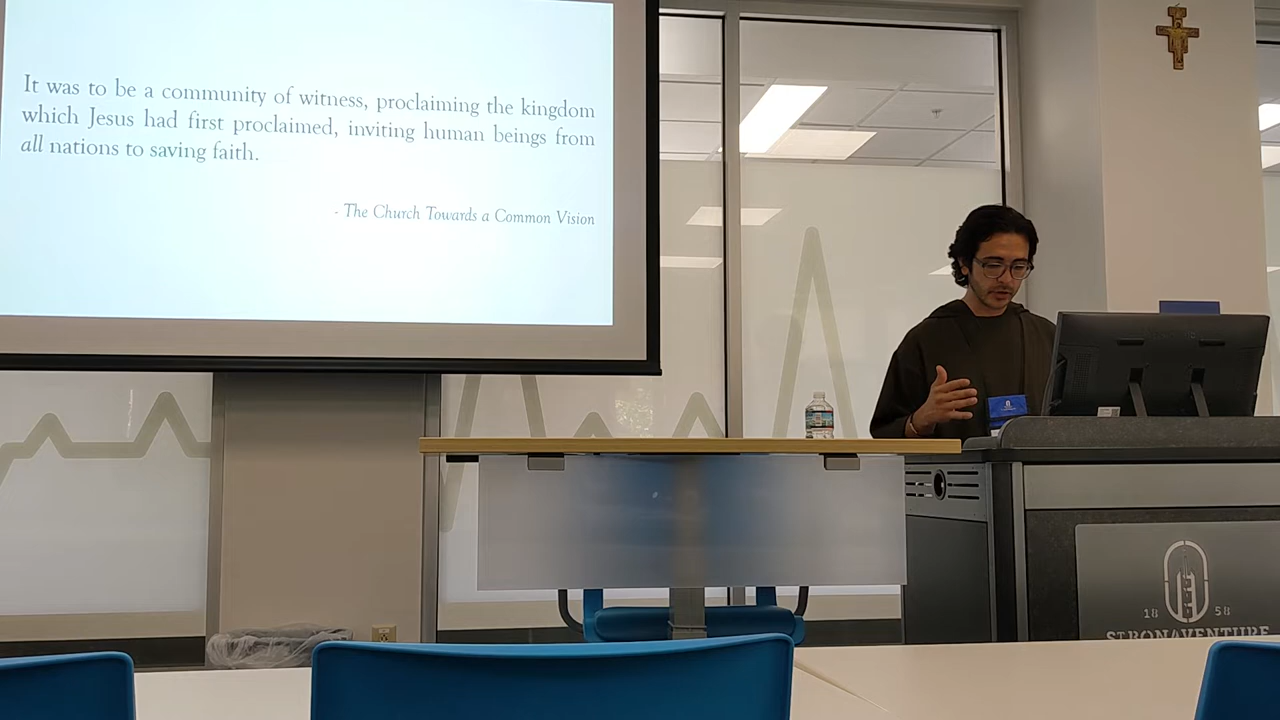 It was to be a community of witness, proclaiming the kingdom
which Jesus had first proclaimed, inviting human beings from
all nations to saving faith.
- The Church Towards a Common Vision
18 58
ST. BONAVENTURE